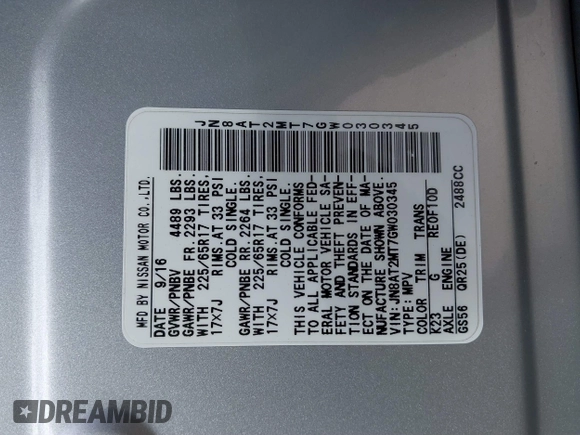 JN8AT2MT7GW030345
MFD BY NISSAN MOTOR CO.,LTD.
DATE 9/16
GVWR/PNBV 4489 LBS.
GAWR/PNBE FR.2293 LBS.
WITH 225/65R17 TIRES,
17X7J RIMS.AT 33 PSI
COLD SINGLE.
GAWR/PNBE RR.2264 LBS.
WITH 225/65R17 TIRES,
17X7J RIMS.AT 33 PSI
COLD SINGLE.
THIS VEHICLE CONFORMS
TO ALL APPLICABLE FED-
ERAL MOTOR VEHICLE SA-
FETY AND THEFT PREVEN-
TION STANDARDS IN EFF-
ECT ON THE DATE OF MA-
NUFACTURE SHOWN ABOVE.
VIN:JN8AT2MT7GW030345
TYPE: MPV
COLOR TRIM TRANS
K23 G RE0F10D
AXLE ENGINE
GS56 QR25(DE) 2488CC
DREAMBID